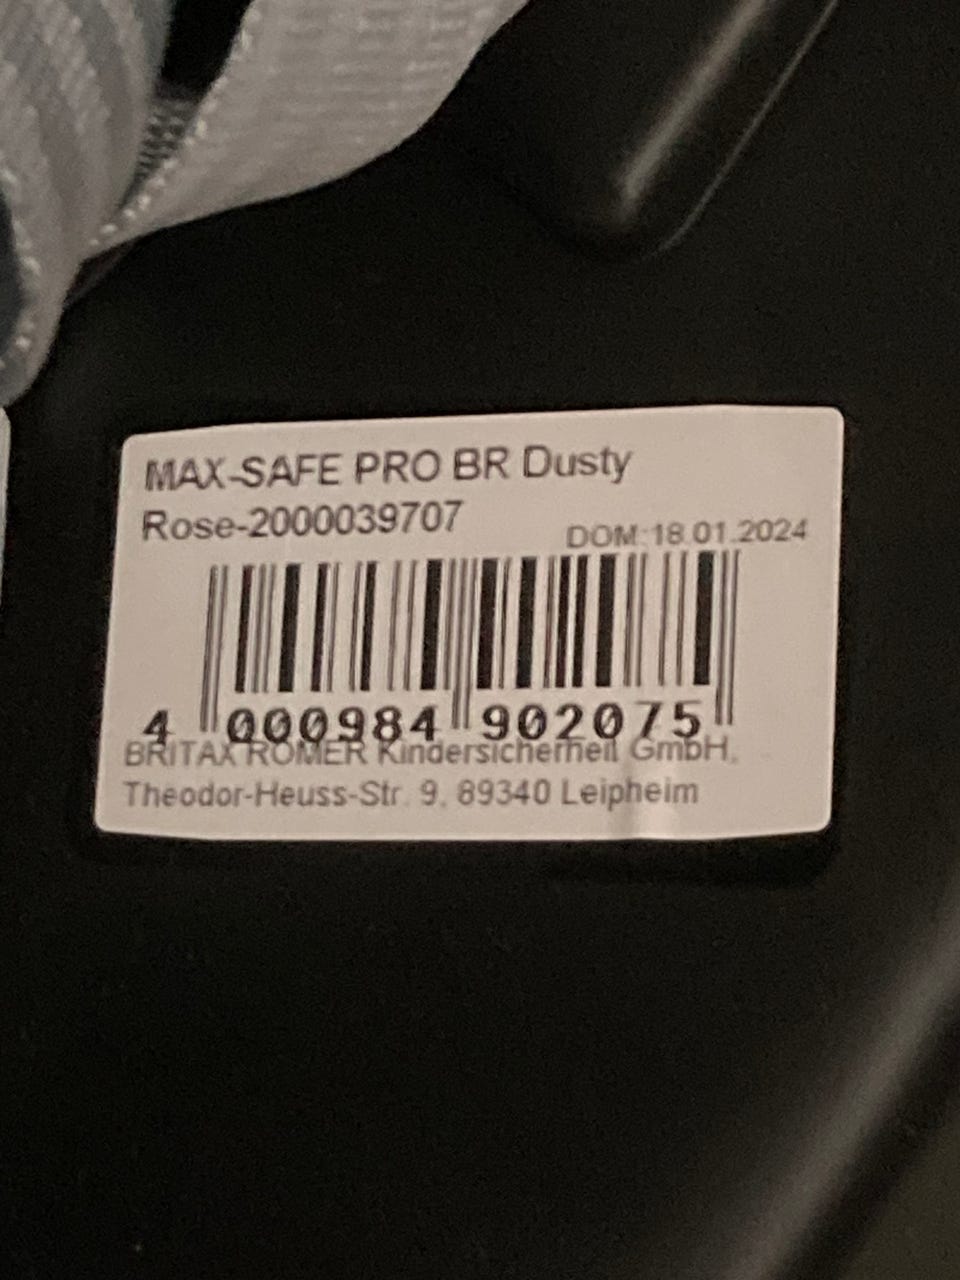 MAX-SAFE PRO BR Dusty
Rose-2000039707
DOM:18.01.2024
4 000984 902075
BRITAX RÖMER Kindersicherheit GmbH,
Theodor-Heuss-Str. 9, 89340 Leipheim